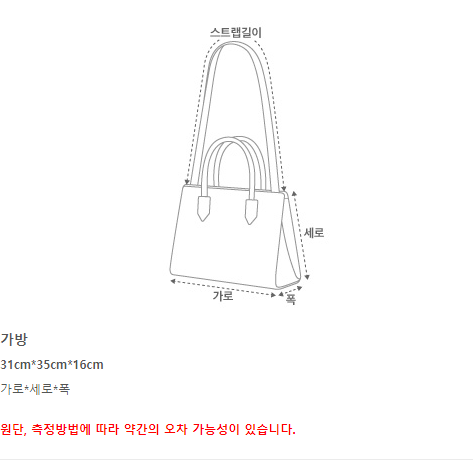 스트랩길이
세로
가로
폭
가방
31cm*35cm*16cm
가로*세로*폭
원단, 측정방법에 따라 약간의 오차 가능성이 있습니다.